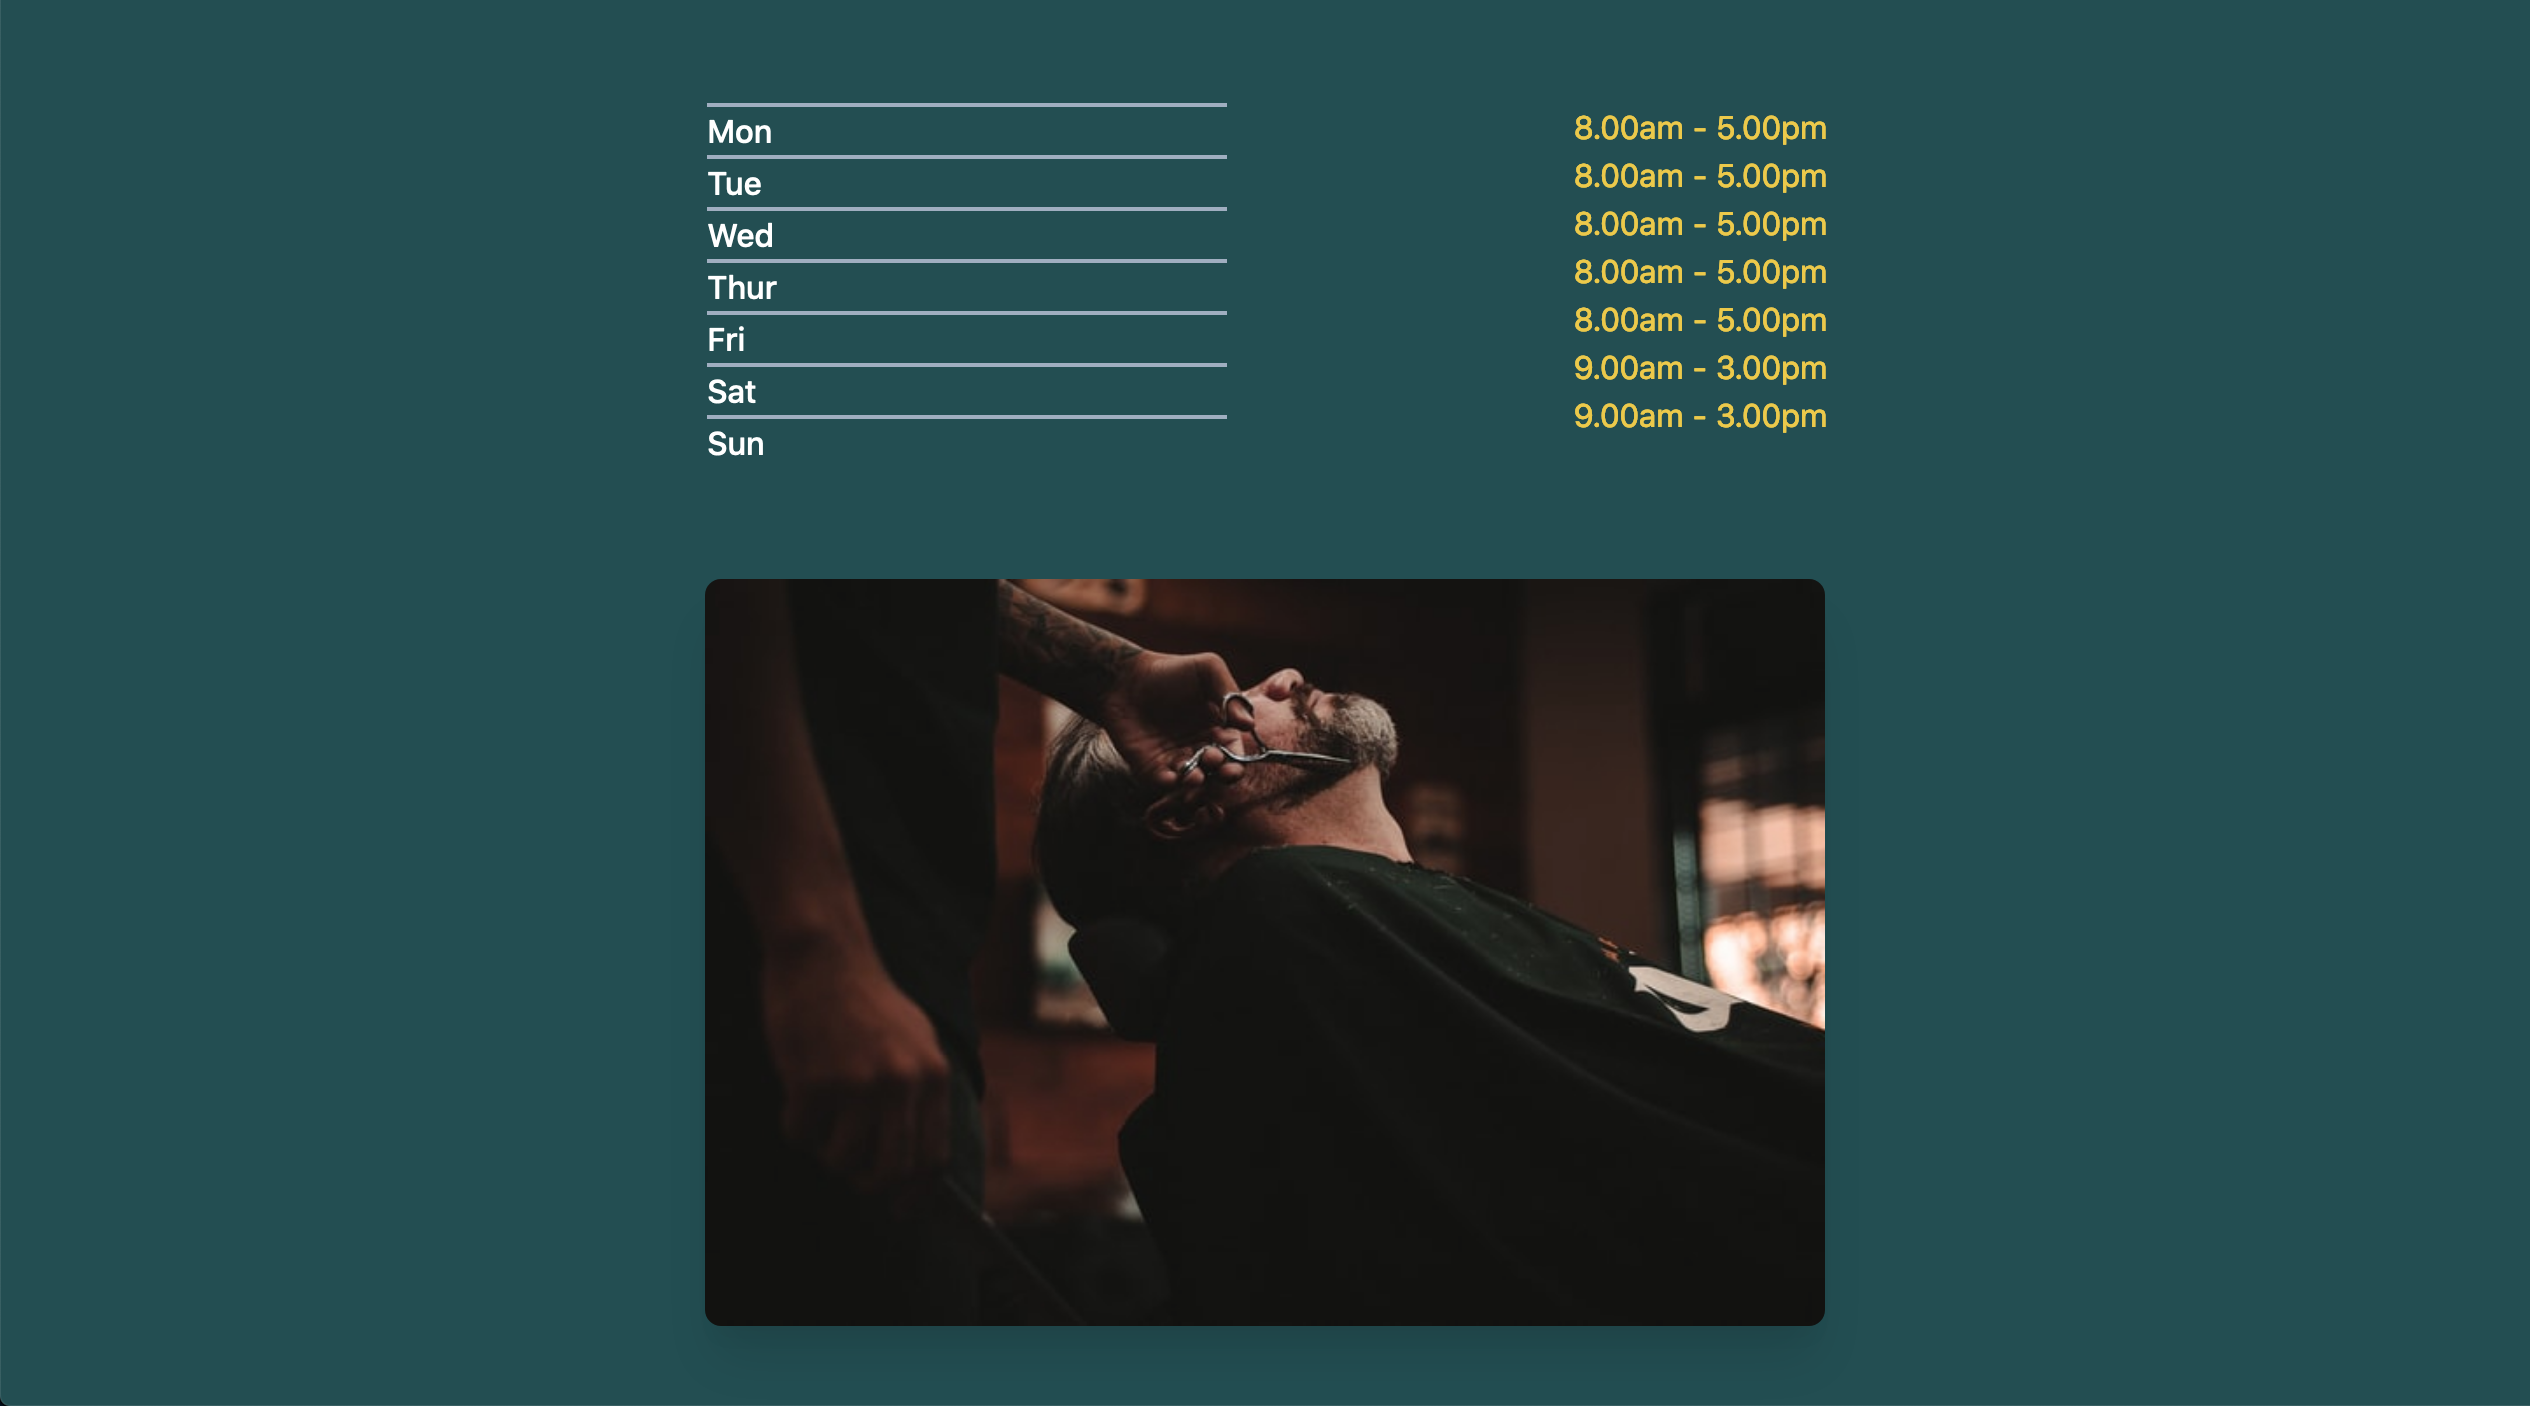 Mon 8.00am - 5.00pm
Tue 8.00am - 5.00pm
Wed 8.00am - 5.00pm
Thur 8.00am - 5.00pm
Fri 8.00am - 5.00pm
Sat 9.00am - 3.00pm
Sun 9.00am - 3.00pm